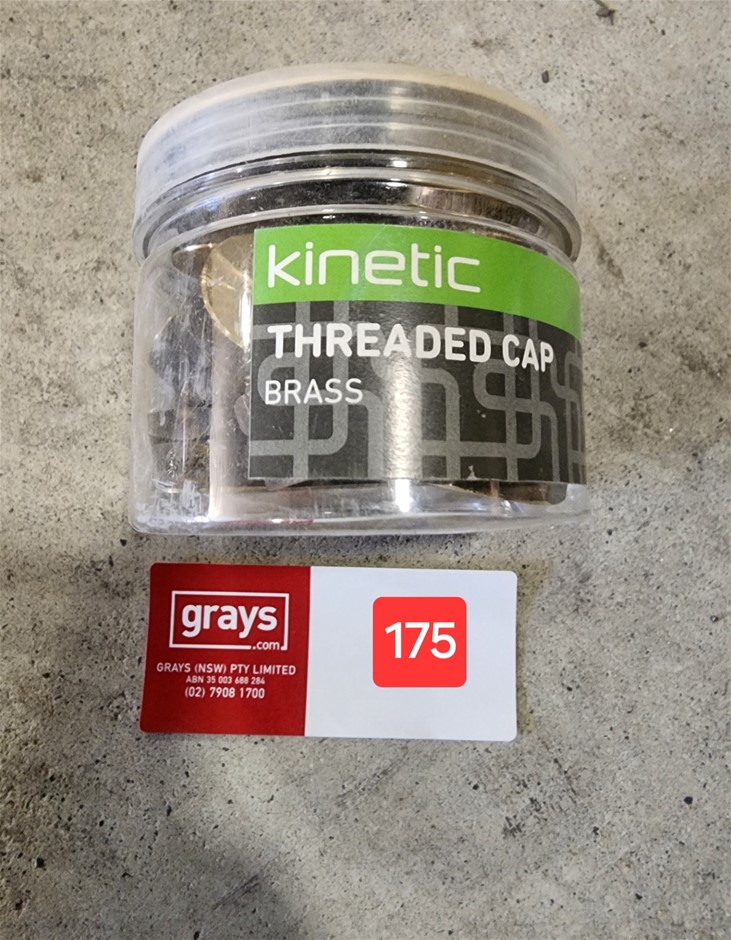 kinetic
THREADED CAP
BRASS
grays
.com
GRAYS (NSW) PTY LIMITED
ABN 35 003 688 284
(02) 7908 1700
175